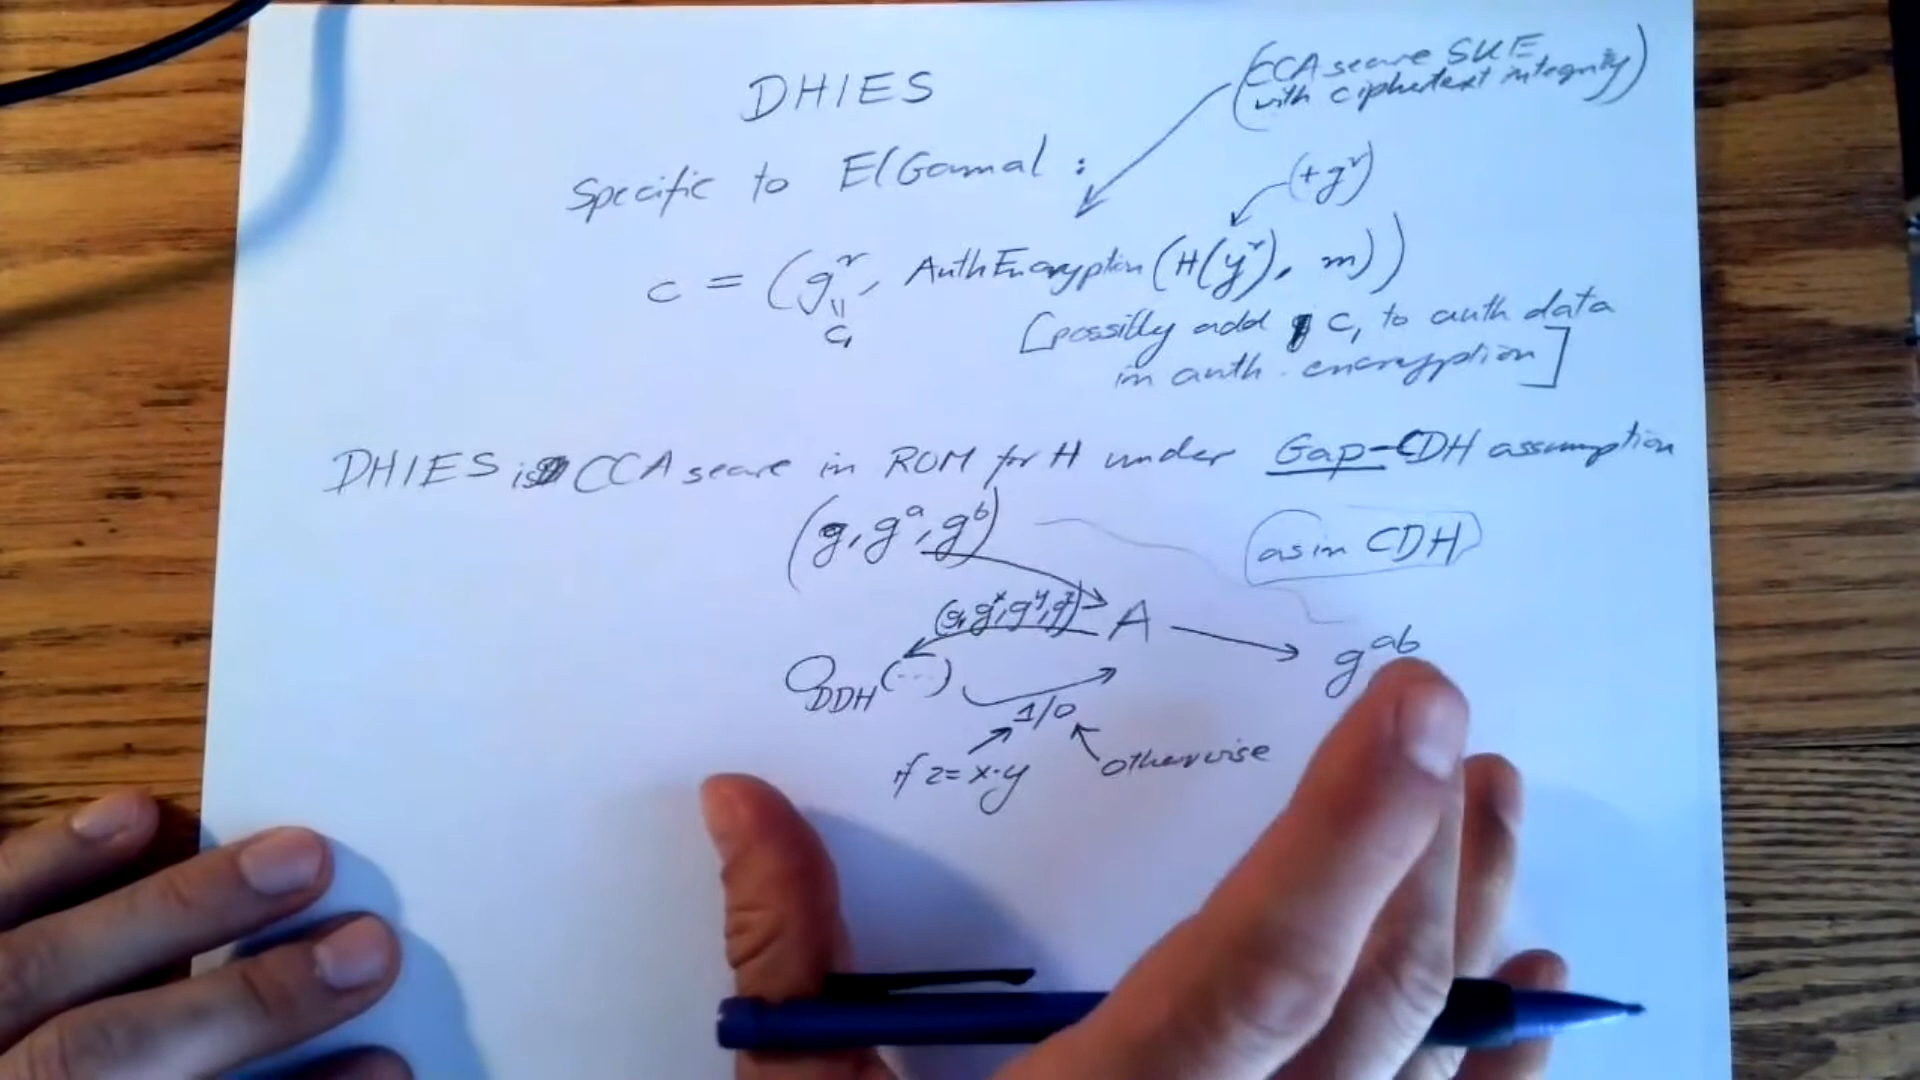 DHIES
(CCA secure SKE
with ciphertext integrity)
Specific to ElGamal :
(+g^r)
c = (g^r, AuthEncryption (H(y^r), m))
"
c₁
[possilly add c₁ to auth data
in auth. encryption]
DHIES is CCA secure in ROM for H under Gap-CDH assumption
(g, g^a, g^b)
as in CDH
(g, g^x, g^y, g^z)
A
g^ab
O_DDH(...)
1/0
if z = x·y
otherwise